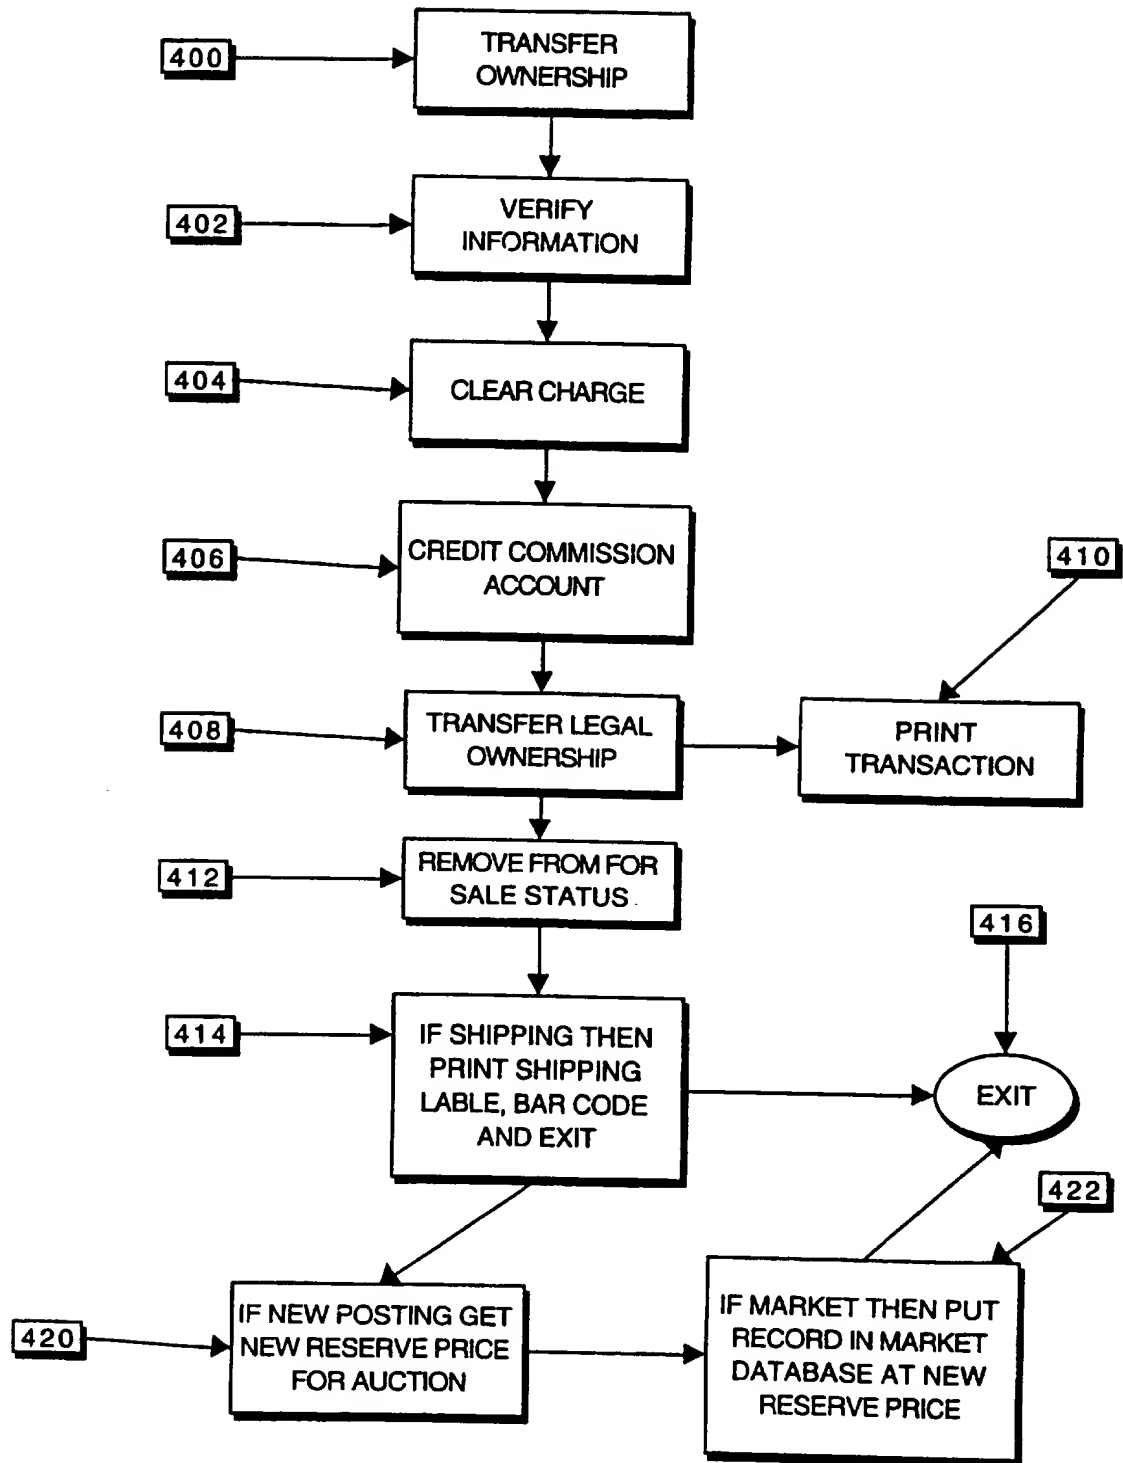 400
TRANSFER
OWNERSHIP
402
VERIFY
INFORMATION
404
CLEAR CHARGE
406
CREDIT COMMISSION
ACCOUNT
410
408
TRANSFER LEGAL
OWNERSHIP
PRINT
TRANSACTION
412
REMOVE FROM FOR
SALE STATUS
416
414
IF SHIPPING THEN
PRINT SHIPPING
LABLE, BAR CODE
AND EXIT
EXIT
422
420
IF NEW POSTING GET
NEW RESERVE PRICE
FOR AUCTION
IF MARKET THEN PUT
RECORD IN MARKET
DATABASE AT NEW
RESERVE PRICE